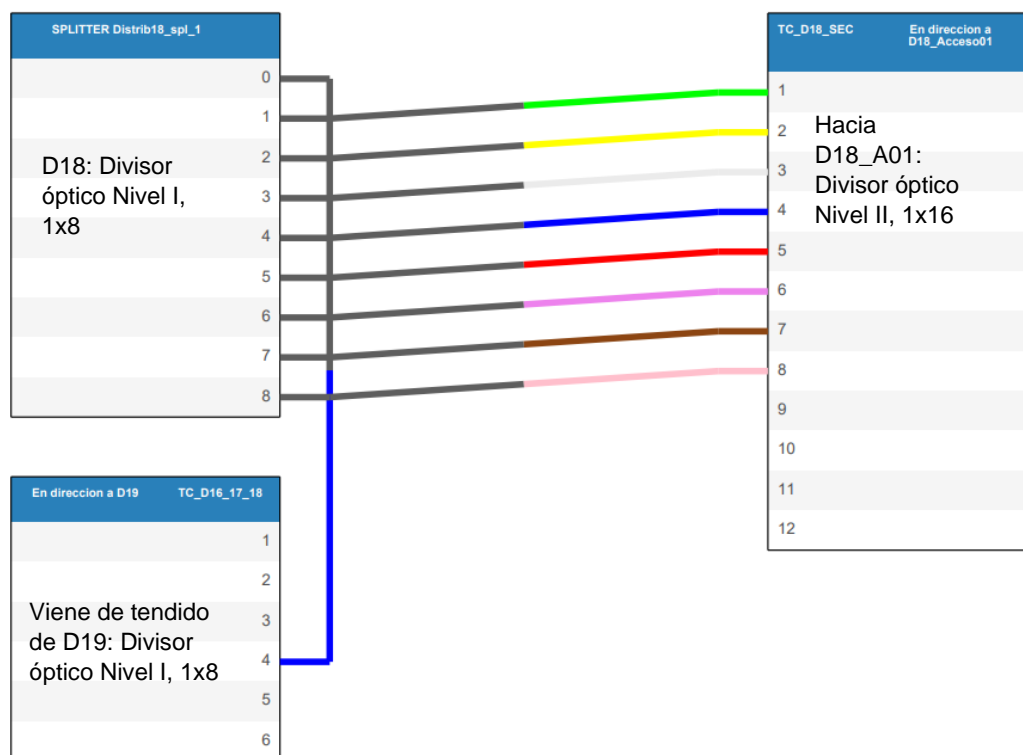 SPLITTER Distrib18_spl_1
0
1
2
3
4
5
6
7
8
D18: Divisor
óptico Nivel I,
1x8
TC_D18_SEC
En direccion a
D18_Acceso01
1
2
3
4
5
6
7
8
9
10
11
12
Hacia
D18_A01:
Divisor óptico
Nivel II, 1x16
En direccion a D19
TC_D16_17_18
1
2
3
4
5
6
Viene de tendido
de D19: Divisor
óptico Nivel I, 1x8